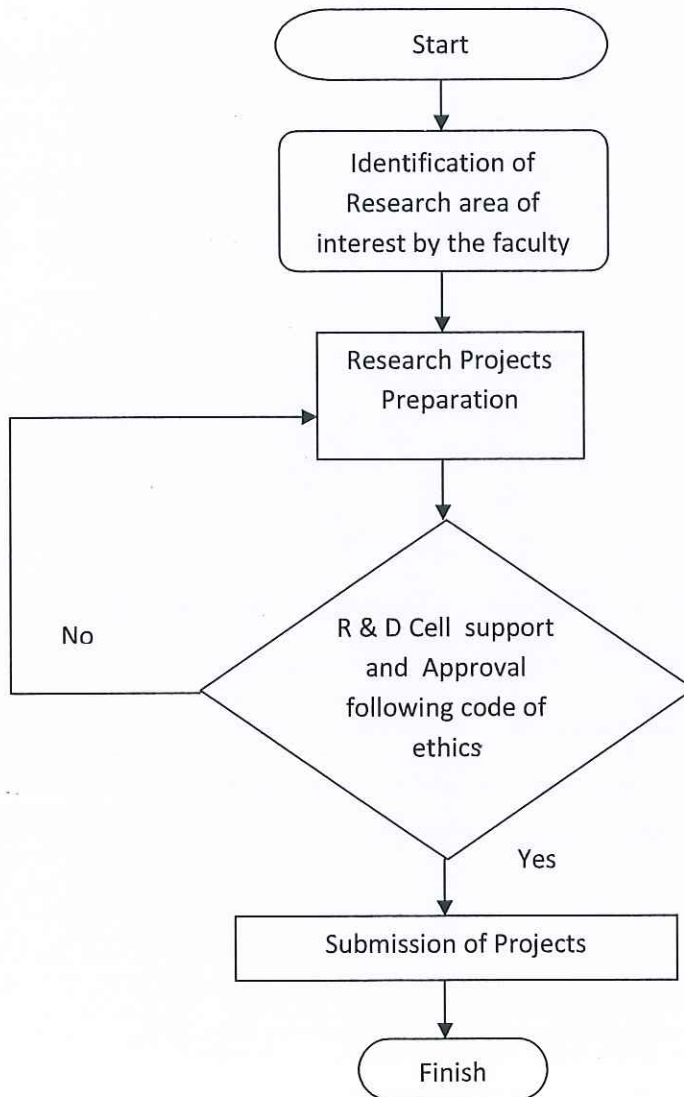 Start
Identification of
Research area of
interest by the faculty
Research Projects
Preparation
No
R & D Cell support
and Approval
following code of
ethics
Yes
Submission of Projects
Finish